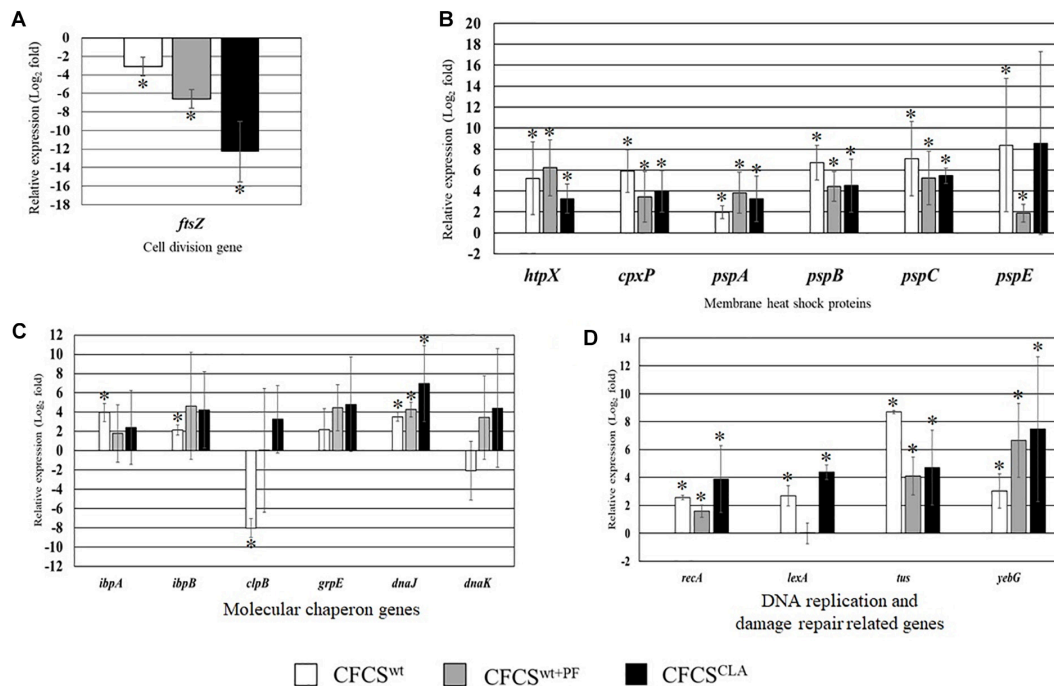 A
Relative expression (Log2 fold)
0
-2
-4
-6
-8
-10
-12
-14
-16
-18
*
*
*
ftsZ
Cell division gene
B
Relative expression (Log2 fold)
20
18
16
14
12
10
8
6
4
2
0
-2
* * * * * * * * * * * * * * * * *
htpX cpxP pspA pspB pspC pspE
Membrane heat shock proteins
C
Relative expression (Log2 fold)
12
10
8
6
4
2
0
-2
-4
-6
-8
-10
-12
* * * * * *
ibpA ibpB clpB grpE dnaJ dnaK
Molecular chaperon genes
D
Relative expression (Log2 fold)
14
12
10
8
6
4
2
0
-2
* * * * * * * * * * *
recA lexA tus yebG
DNA replication and
damage repair related genes
CFCSwt CFCSwt+PF CFCSCLA